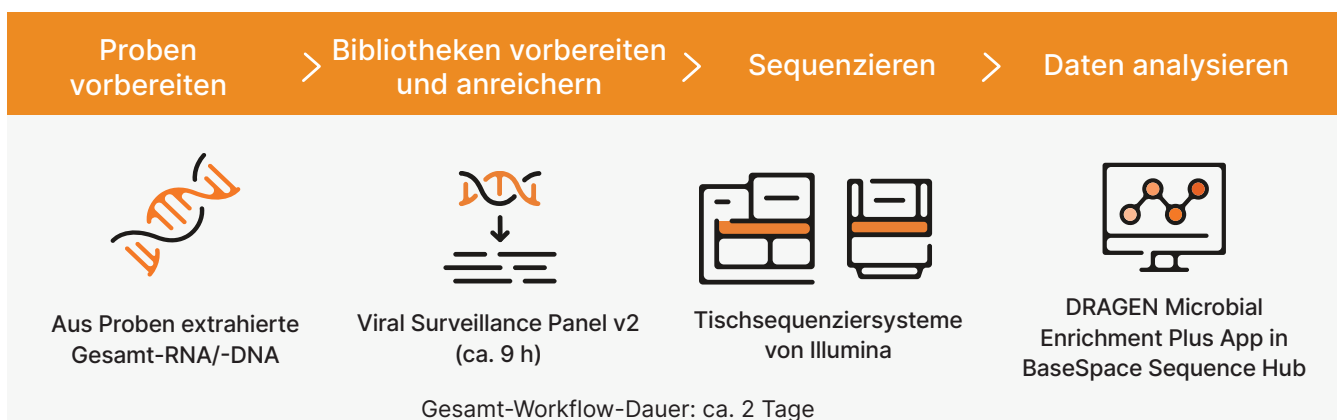 Proben
vorbereiten
Bibliotheken vorbereiten
und anreichern
Sequenzieren
Daten analysieren
Aus Proben extrahierte
Gesamt-RNA/-DNA
Viral Surveillance Panel v2
(ca. 9 h)
Tischsequenziersysteme
von Illumina
DRAGEN Microbial
Enrichment Plus App in
BaseSpace Sequence Hub
Gesamt-Workflow-Dauer: ca. 2 Tage